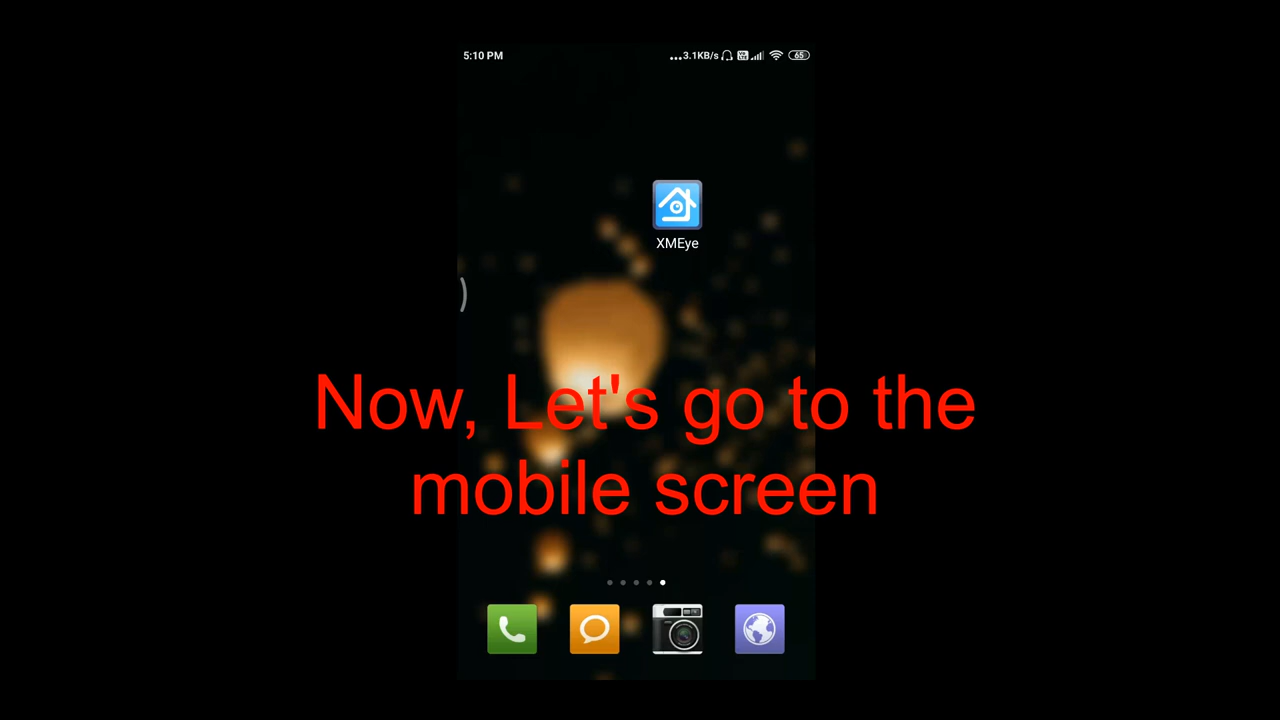 5:10 PM
...3.1KB/s
65
XMEye
Now, Let's go to the
mobile screen